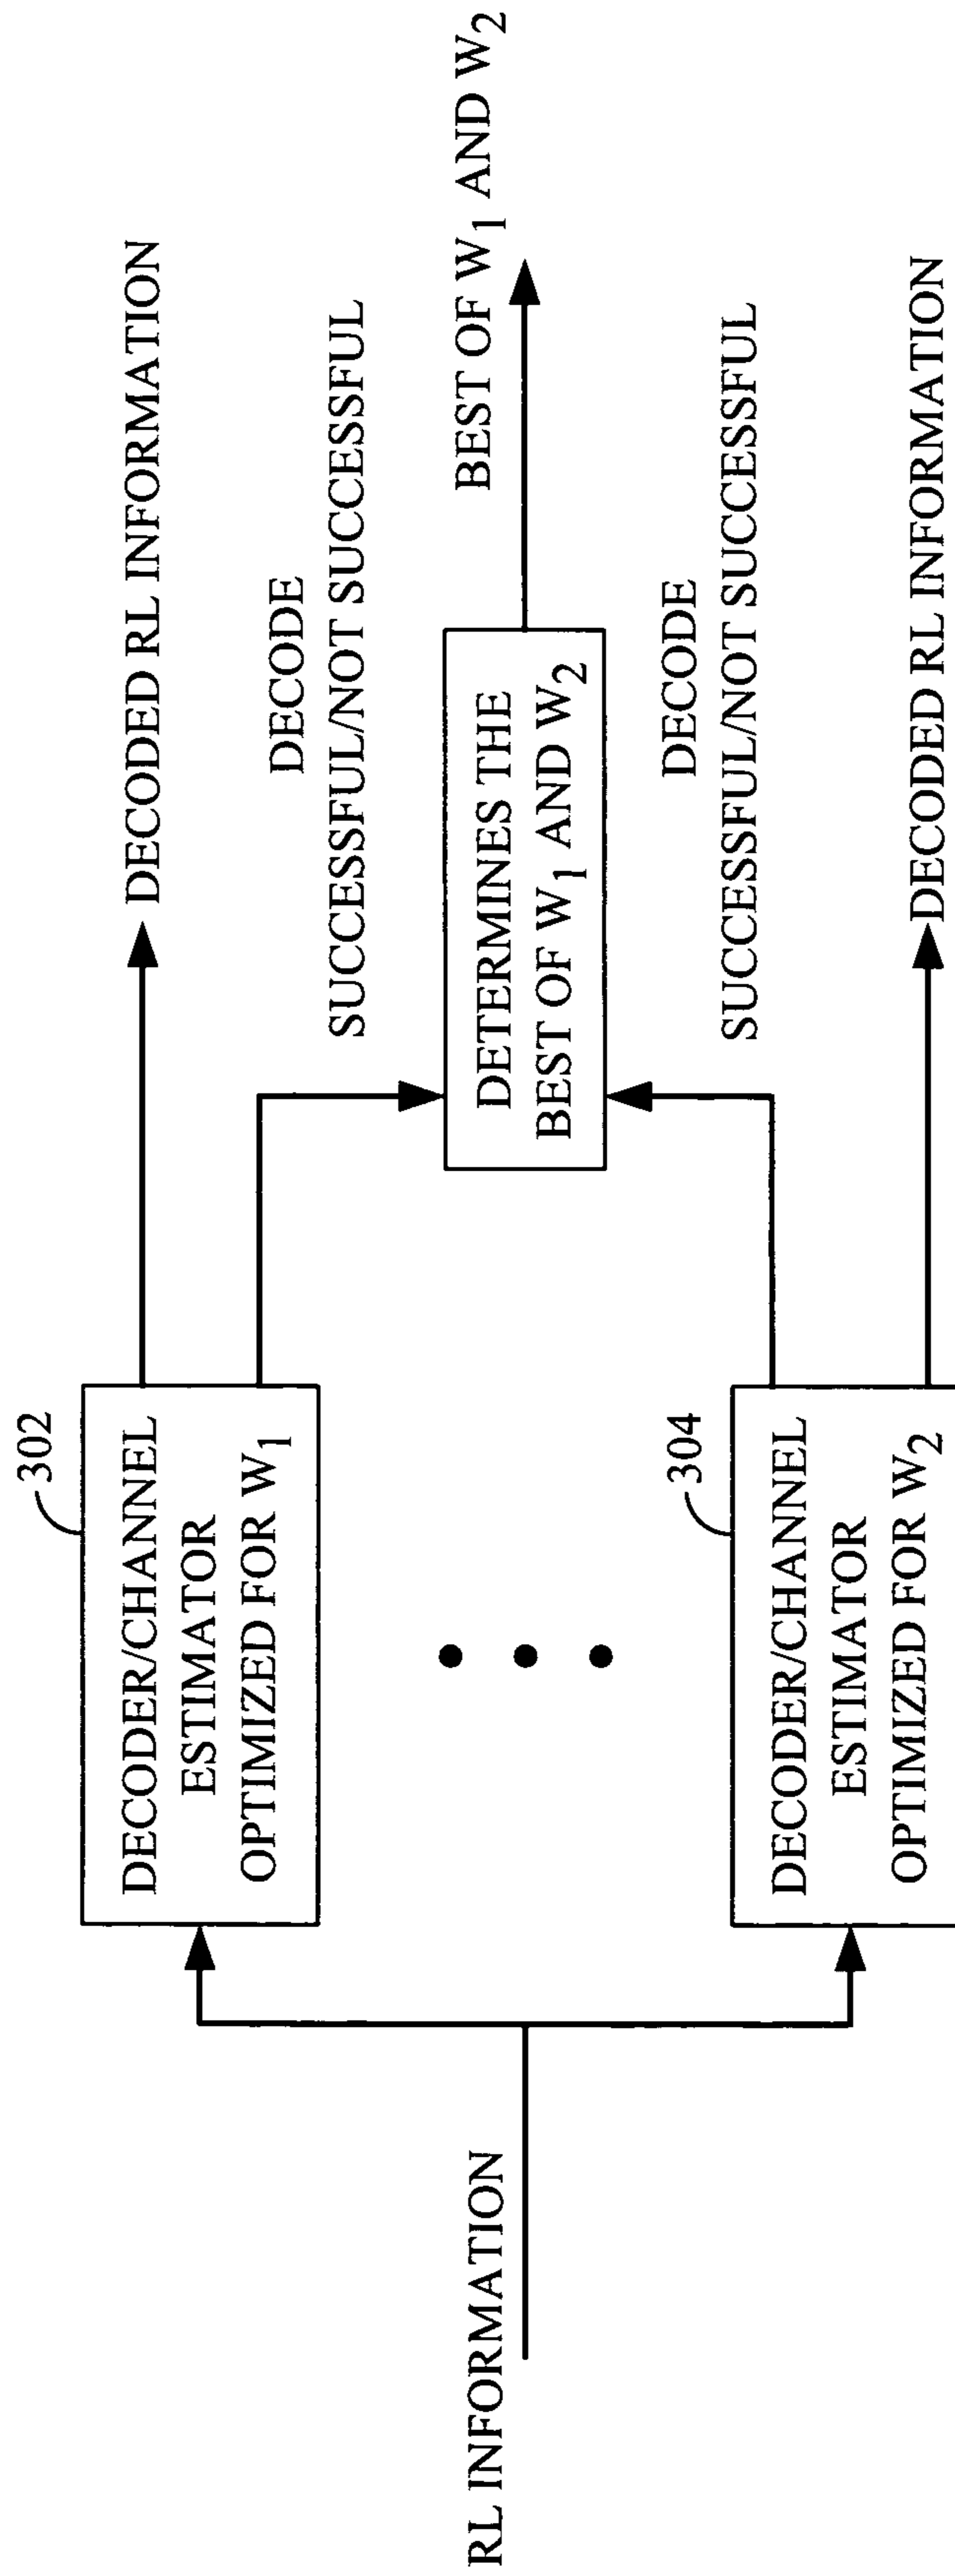 RL INFORMATION
302
DECODER/CHANNEL
ESTIMATOR
OPTIMIZED FOR W1
304
DECODER/CHANNEL
ESTIMATOR
OPTIMIZED FOR W2
DECODED RL INFORMATION
DECODE
SUCCESSFUL/NOT SUCCESSFUL
DETERMINES THE
BEST OF W1 AND W2
BEST OF W1 AND W2
DECODE
SUCCESSFUL/NOT SUCCESSFUL
DECODED RL INFORMATION